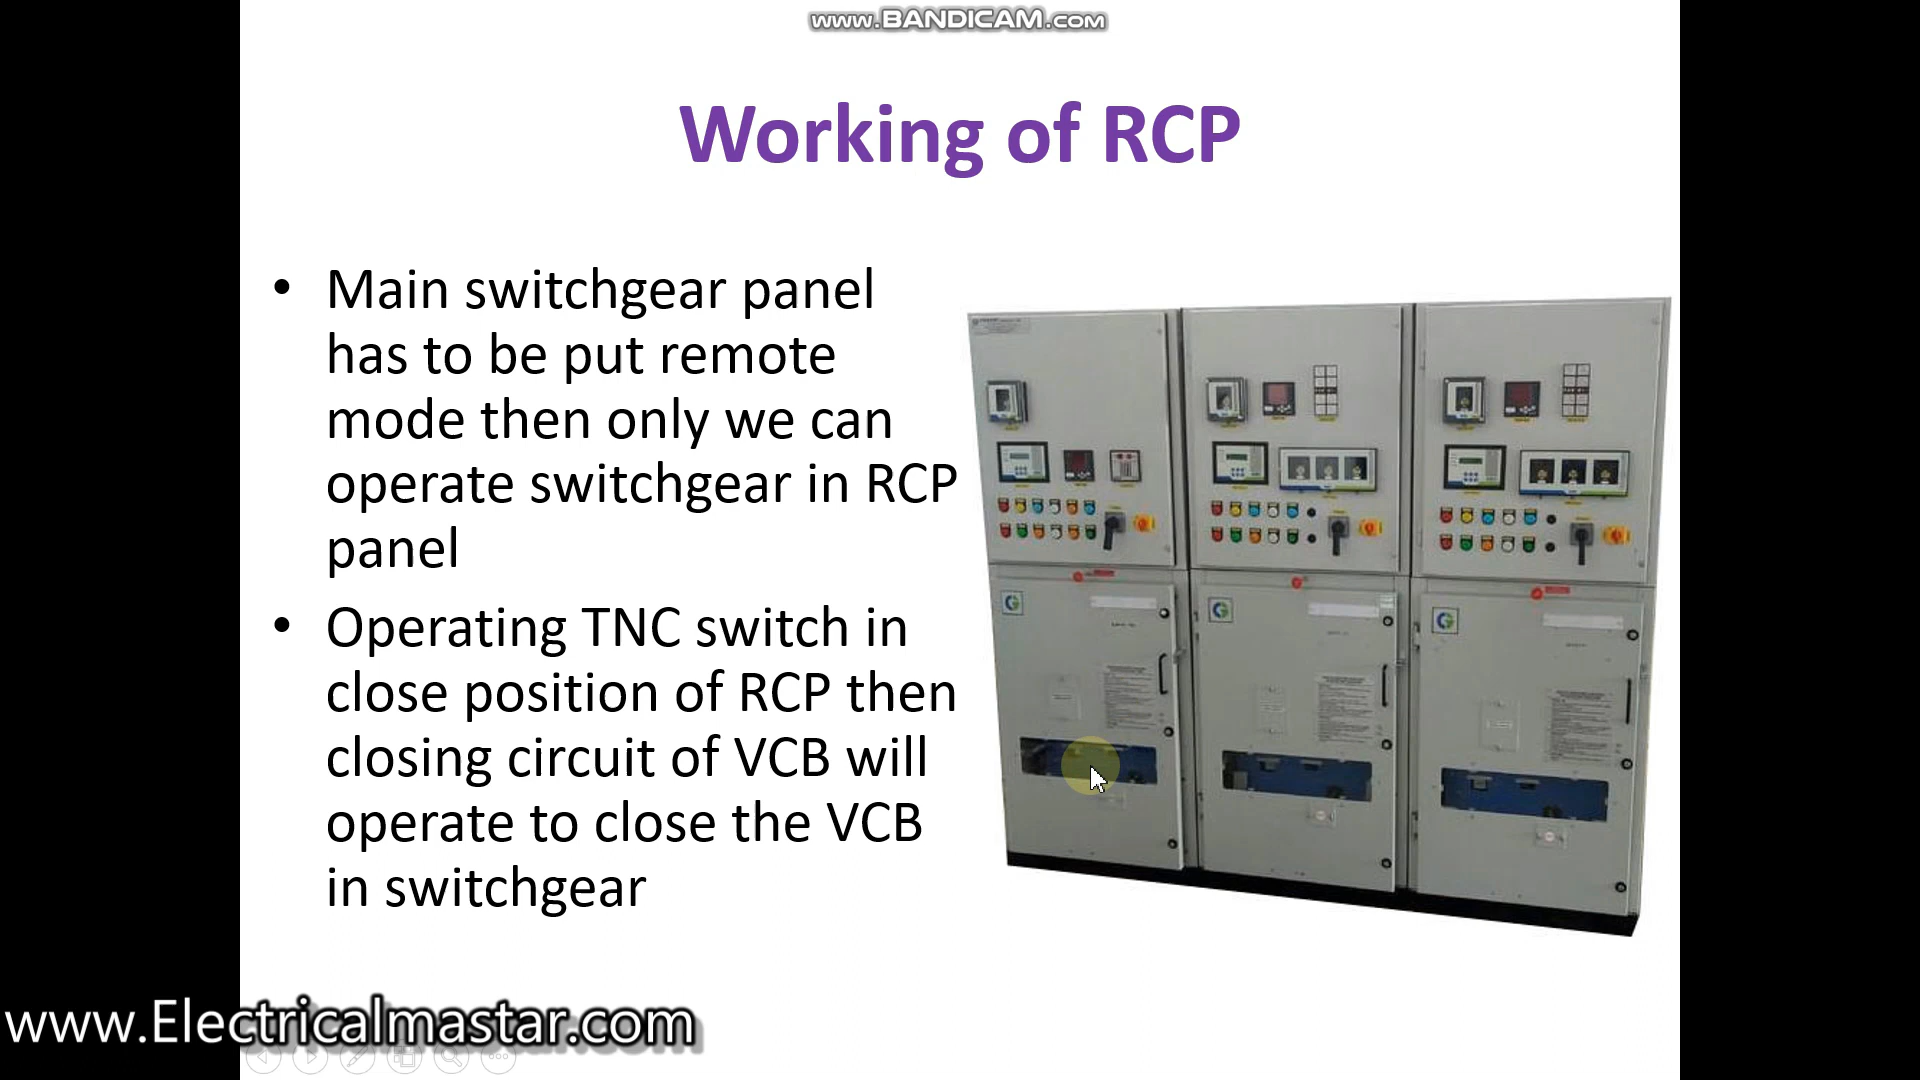 www.BANDICAM.com
Working of RCP
• Main switchgear panel
has to be put remote
mode then only we can
operate switchgear in RCP
panel
• Operating TNC switch in
close position of RCP then
closing circuit of VCB will
operate to close the VCB
in switchgear
www.Electricalmastar.com